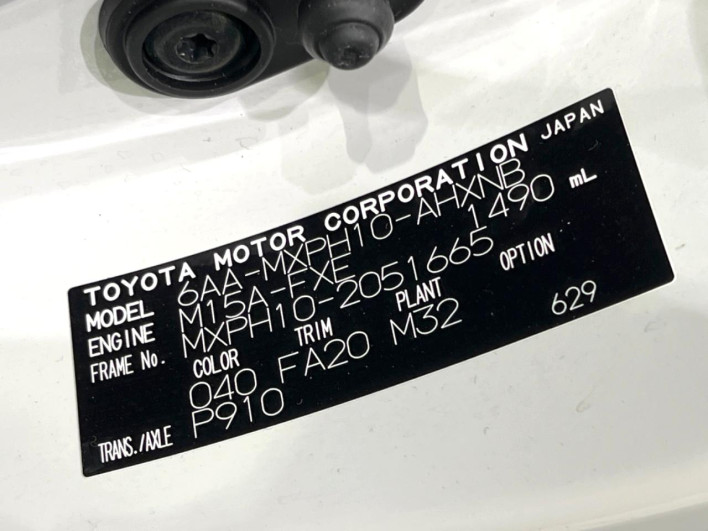 TOYOTA MOTOR CORPORATION JAPAN
MODEL 6AA-MXPH10-AHXNB
ENGINE M15A-FXE 1490 mL
FRAME No. MXPH10-2051665
COLOR TRIM PLANT OPTION
040 FA20 M32 629
TRANS./AXLE P910